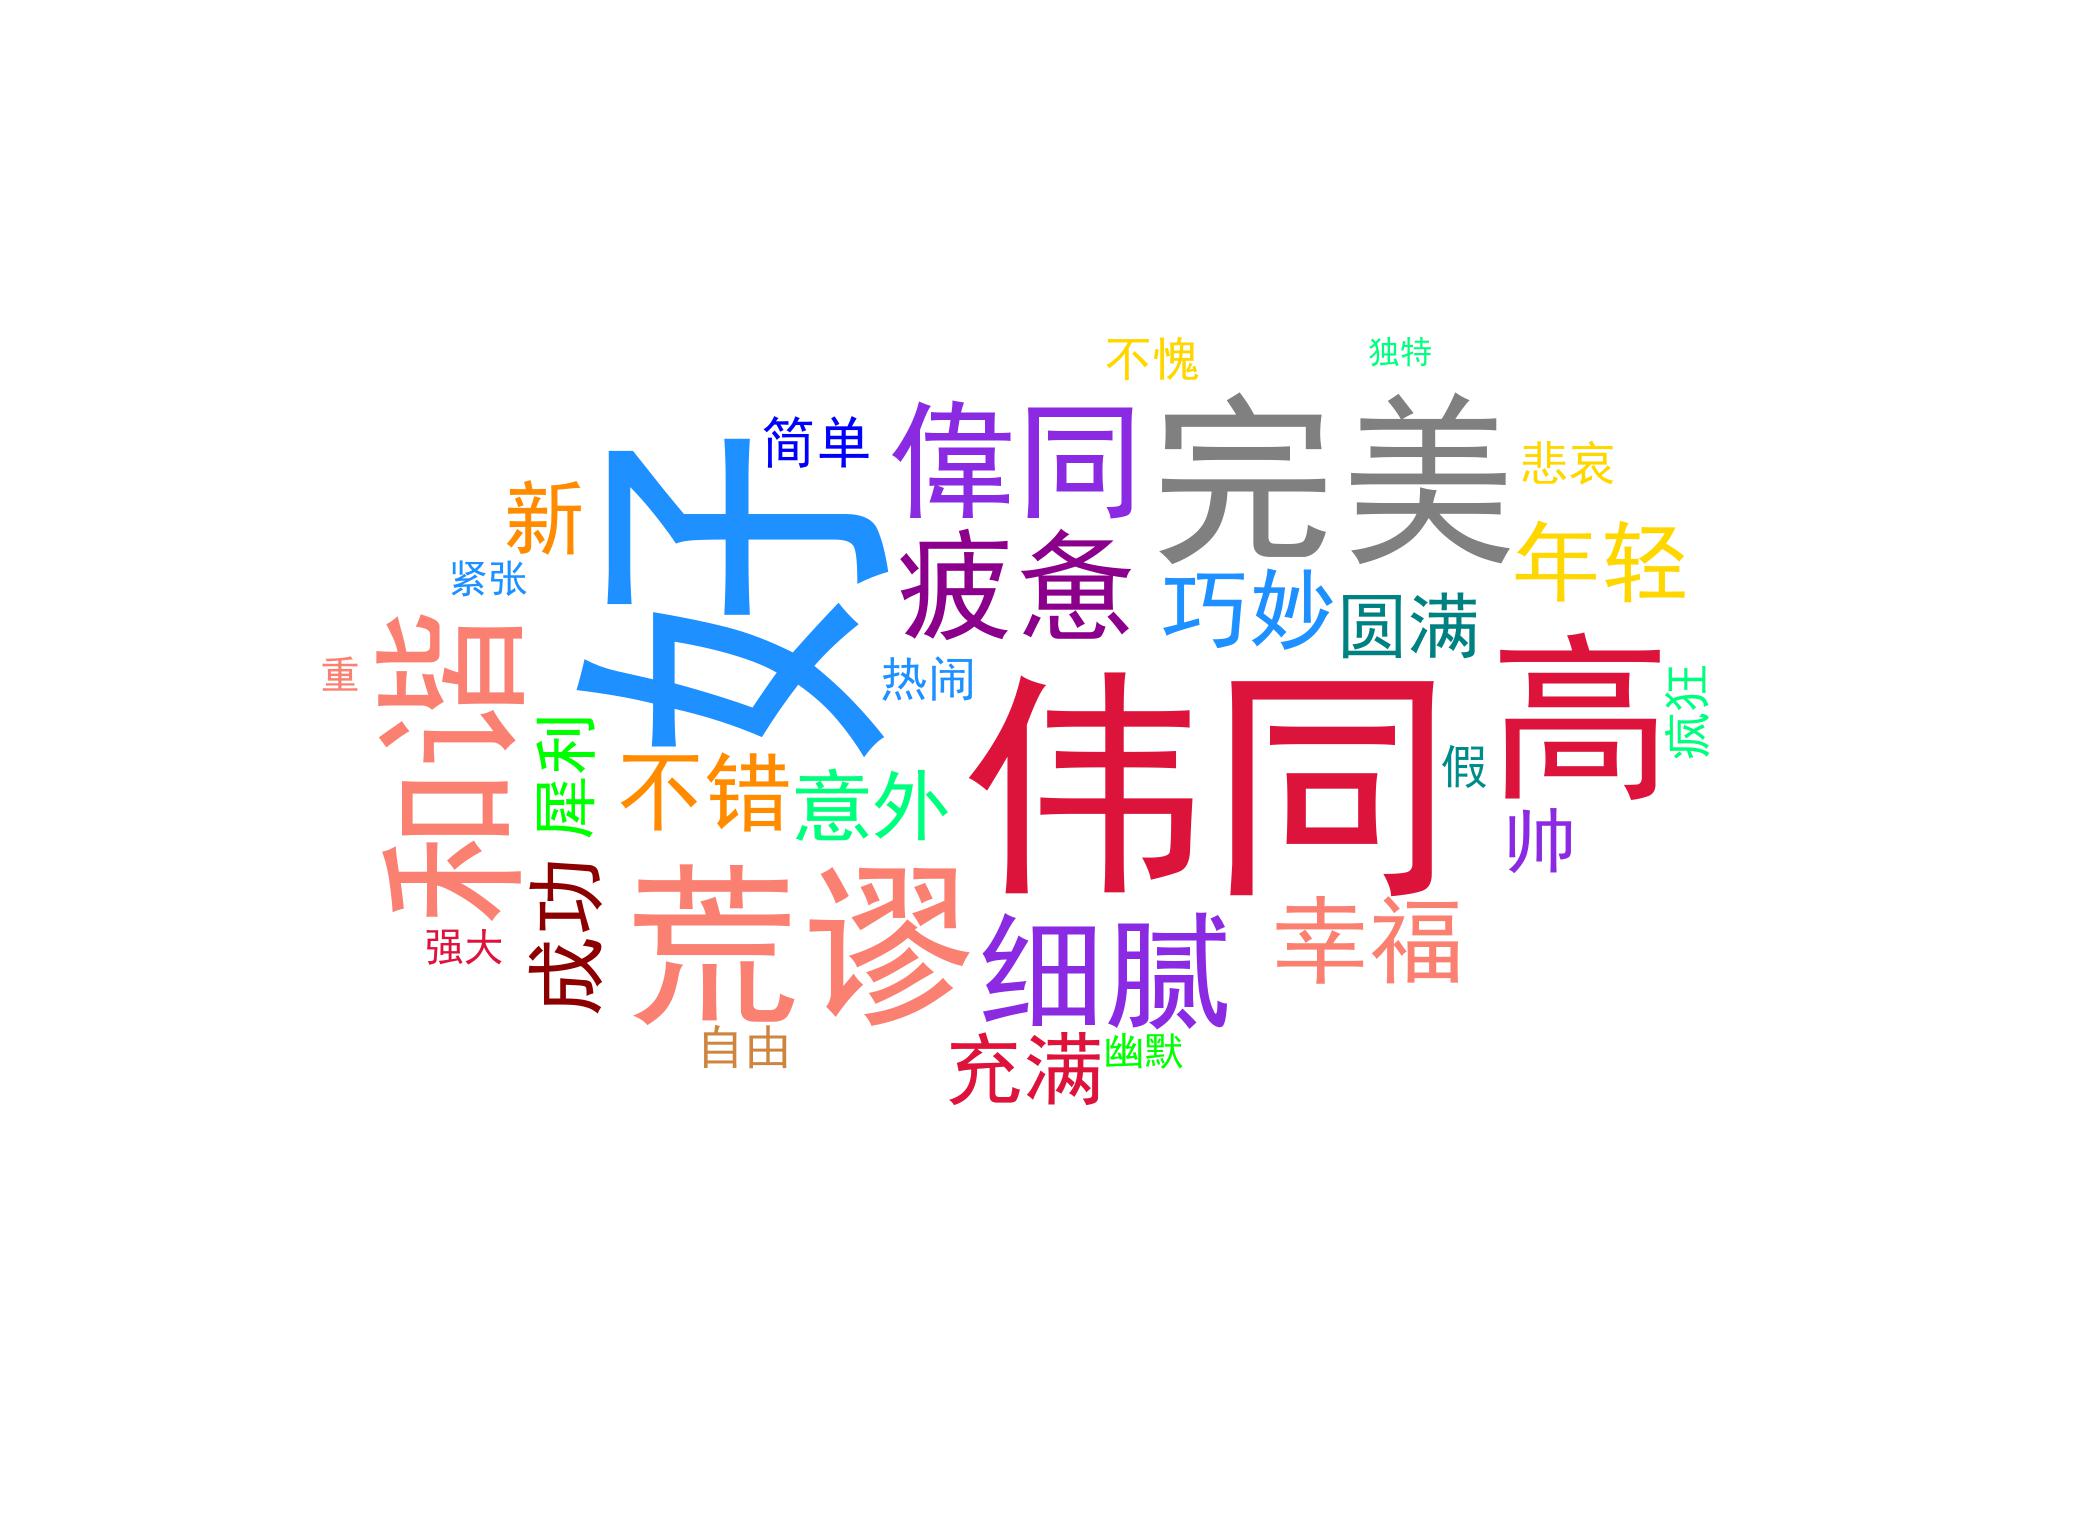 不愧
独特
简单
偉同
完美
悲哀
新
好
疲惫
年轻
紧张
巧妙
圆满
和谐
重
热闹
伟同
高
疯狂
犀利
不错
意外
假
帅
成功
荒谬
细腻
幸福
强大
自由
充满
幽默